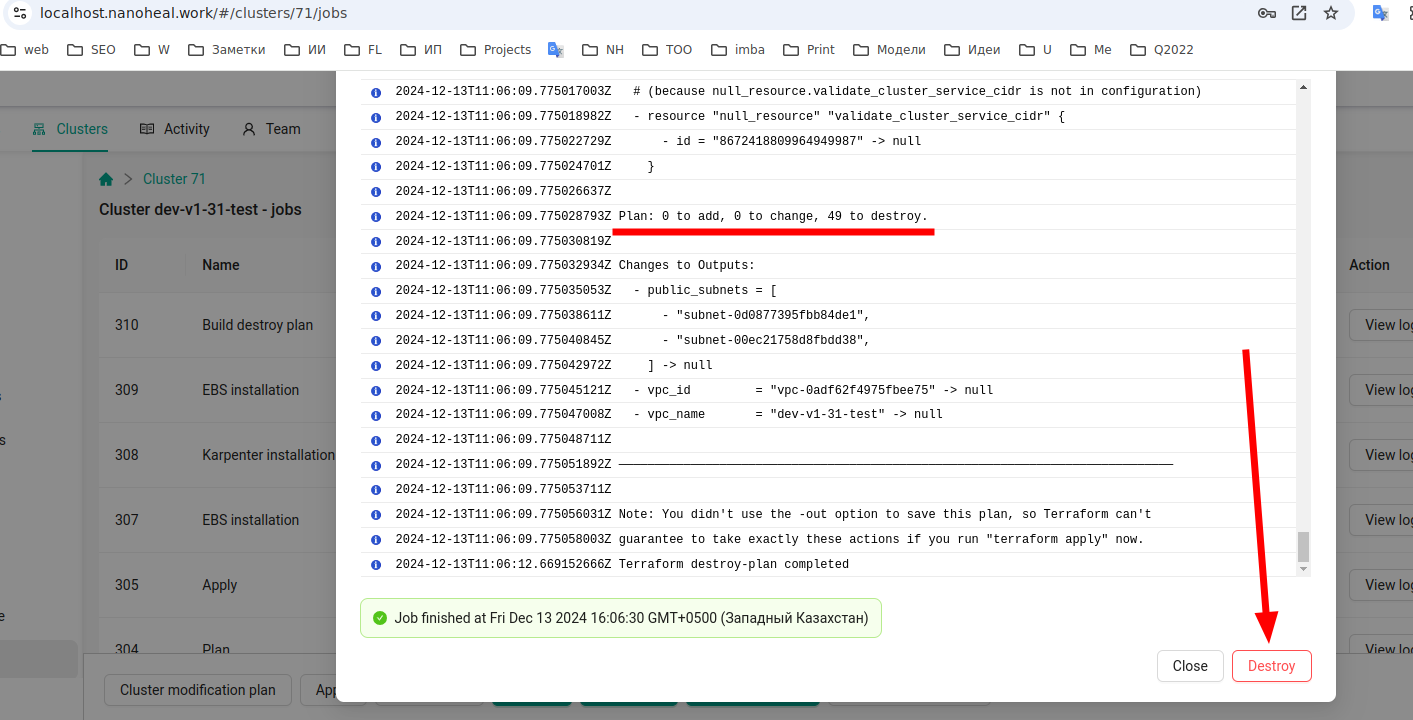 localhost.nanoheal.work/#/clusters/71/jobs
web SEO W Заметки ИИ FL ИП Projects NH ТОО imba Print Модели Идеи U Me Q2022
Clusters Activity Team
Cluster 71
Cluster dev-v1-31-test - jobs
ID Name Action
310 Build destroy plan View log
309 EBS installation View log
308 Karpenter installation View log
307 EBS installation View log
305 Apply View log
304 Plan View log
Cluster modification plan App
2024-12-13T11:06:09.775017003Z   # (because null_resource.validate_cluster_service_cidr is not in configuration)
2024-12-13T11:06:09.775018982Z   - resource "null_resource" "validate_cluster_service_cidr" {
2024-12-13T11:06:09.775022729Z       - id = "8672418809964949987" -> null
2024-12-13T11:06:09.775024701Z     }
2024-12-13T11:06:09.775026637Z
2024-12-13T11:06:09.775028793Z Plan: 0 to add, 0 to change, 49 to destroy.
2024-12-13T11:06:09.775030819Z
2024-12-13T11:06:09.775032934Z Changes to Outputs:
2024-12-13T11:06:09.775035053Z   - public_subnets = [
2024-12-13T11:06:09.775038611Z       - "subnet-0d0877395fbb84de1",
2024-12-13T11:06:09.775040845Z       - "subnet-00ec21758d8fbdd38",
2024-12-13T11:06:09.775042972Z     ] -> null
2024-12-13T11:06:09.775045121Z   - vpc_id         = "vpc-0adf62f4975fbee75" -> null
2024-12-13T11:06:09.775047008Z   - vpc_name       = "dev-v1-31-test" -> null
2024-12-13T11:06:09.775048711Z
2024-12-13T11:06:09.775051892Z ─────────────────────────────────────────────────────────────────────────────
2024-12-13T11:06:09.775053711Z
2024-12-13T11:06:09.775056031Z Note: You didn't use the -out option to save this plan, so Terraform can't
2024-12-13T11:06:09.775058003Z guarantee to take exactly these actions if you run "terraform apply" now.
2024-12-13T11:06:12.669152666Z Terraform destroy-plan completed
Job finished at Fri Dec 13 2024 16:06:30 GMT+0500 (Западный Казахстан)
Close Destroy